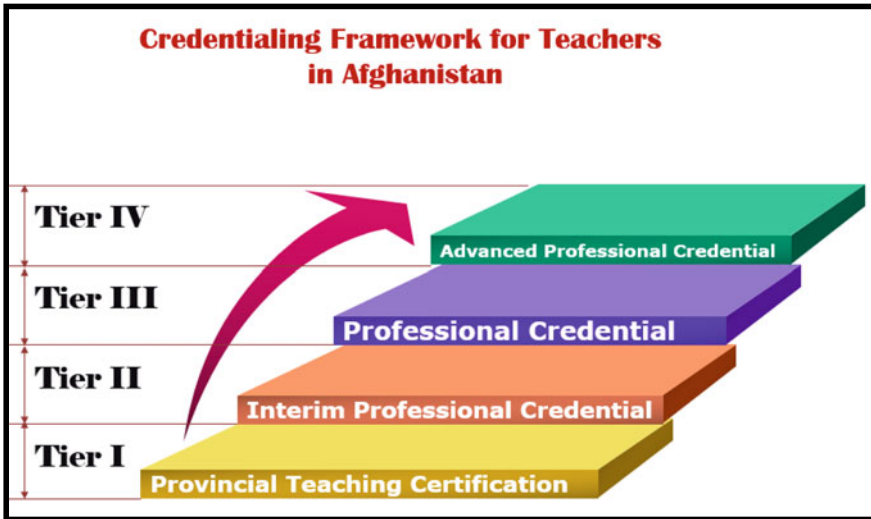 Credentialing Framework for Teachers
in Afghanistan
Tier IV
Advanced Professional Credential
Tier III
Professional Credential
Tier II
Interim Professional Credential
Tier I
Provincial Teaching Certification